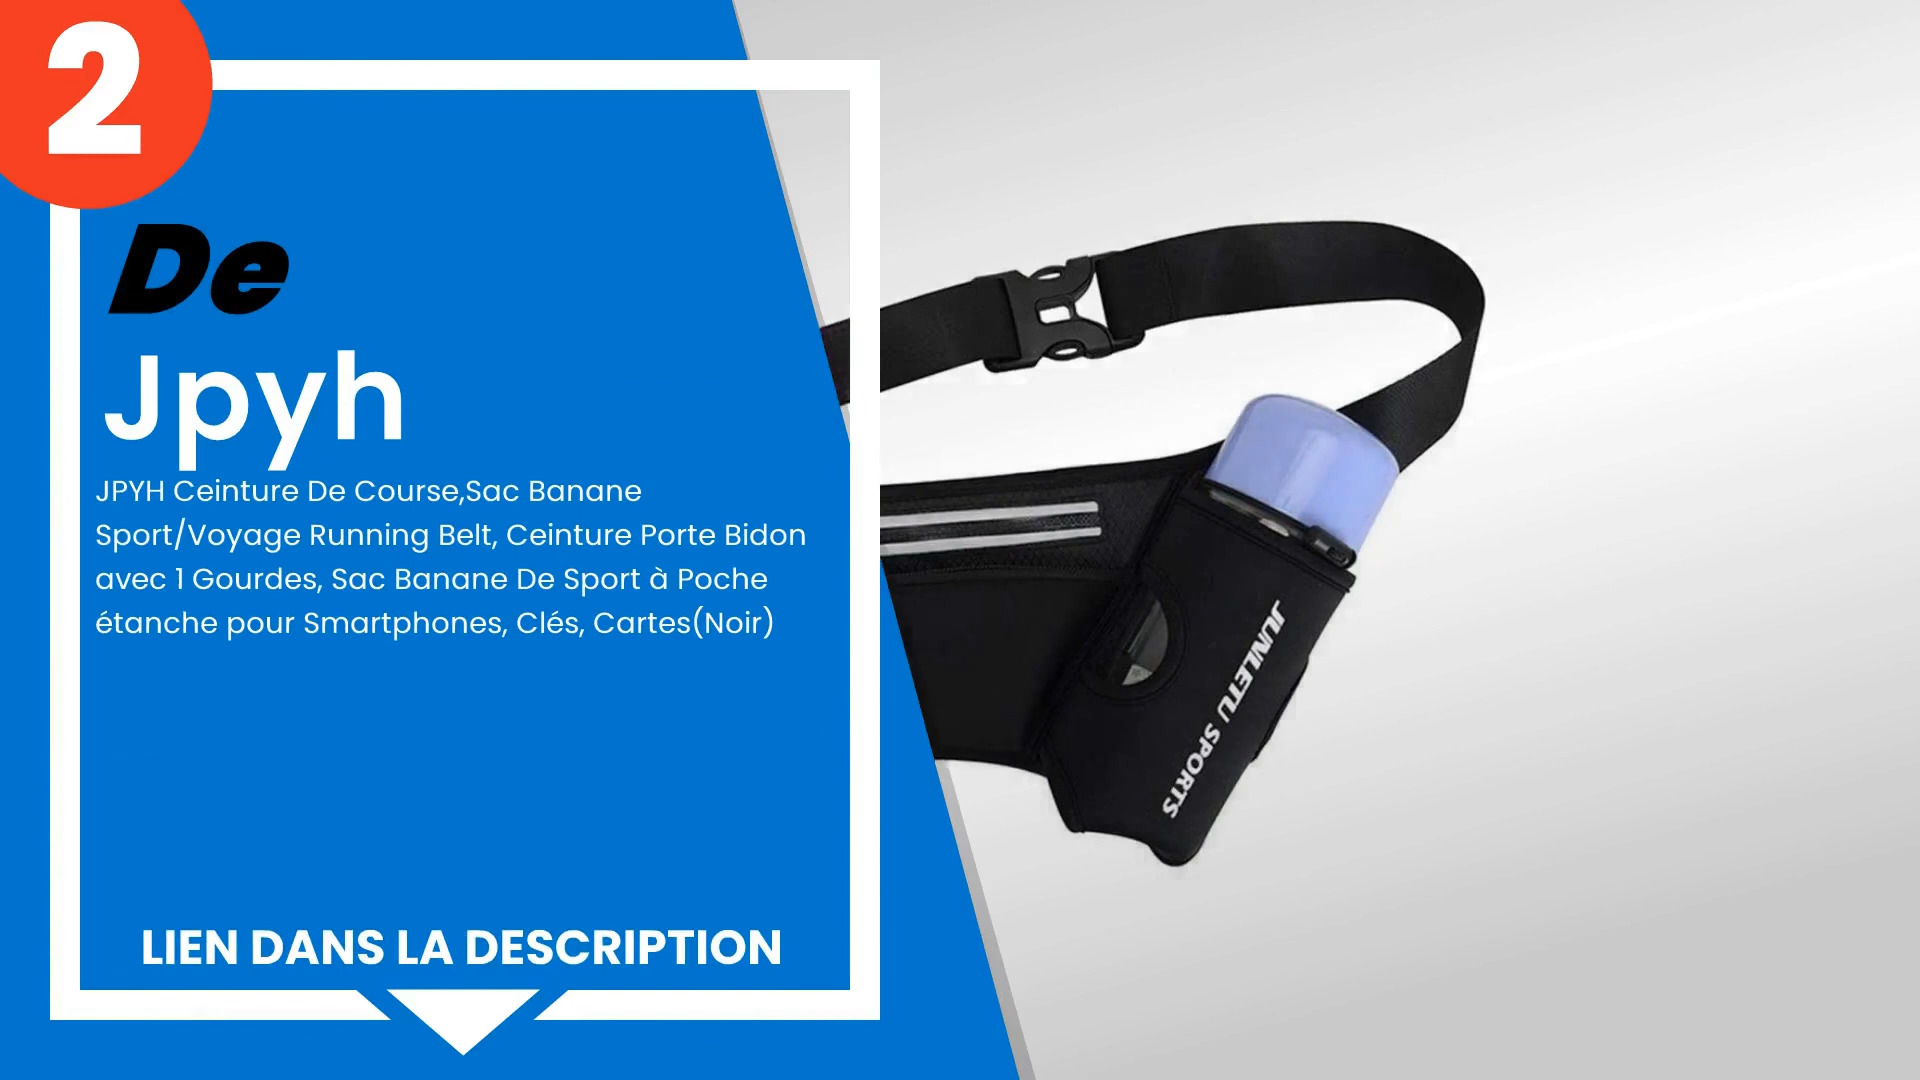 2
De
Jpyh
JPYH Ceinture De Course,Sac Banane
Sport/Voyage Running Belt, Ceinture Porte Bidon
avec 1 Gourdes, Sac Banane De Sport à Poche
étanche pour Smartphones, Clés, Cartes(Noir)
LIEN DANS LA DESCRIPTION
JUNLETU SPORTS